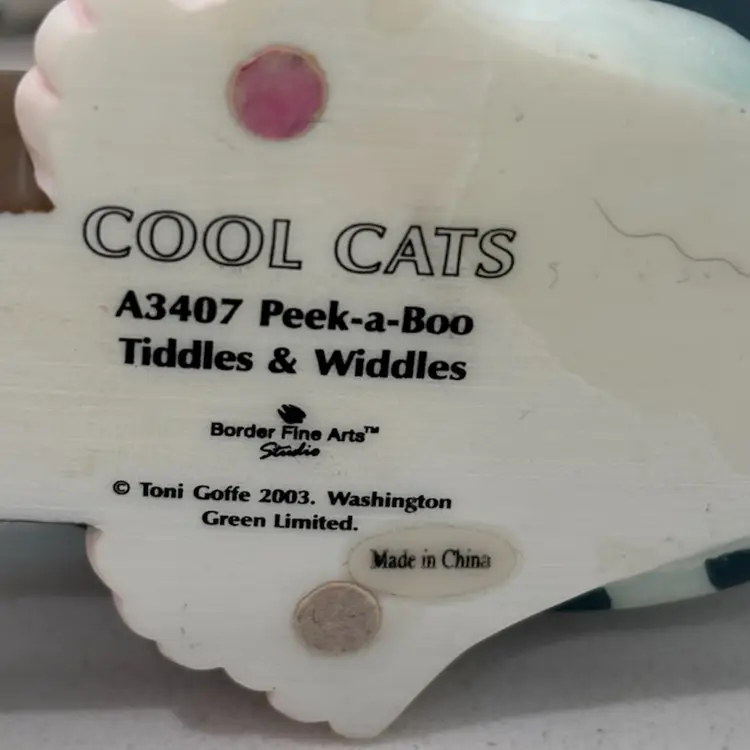 COOL CATS
A3407 Peek-a-Boo
Tiddles & Widdles
Border Fine Arts™
Studio
© Toni Goffe 2003. Washington
Green Limited.
Made in China